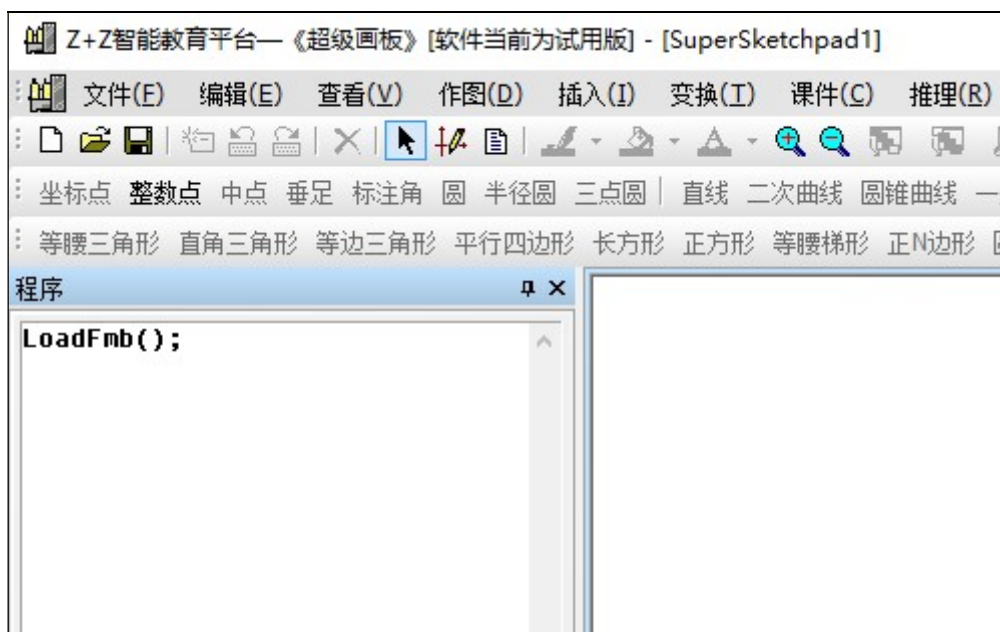 Z+Z智能教育平台—《超级画板》[软件当前为试用版] - [SuperSketchpad1]
文件(F) 编辑(E) 查看(V) 作图(D) 插入(I) 变换(T) 课件(C) 推理(R)
坐标点 整数点 中点 垂足 标注角 圆 半径圆 三点圆 直线 二次曲线 圆锥曲线
等腰三角形 直角三角形 等边三角形 平行四边形 长方形 正方形 等腰梯形 正N边形
程序
LoadFmb();